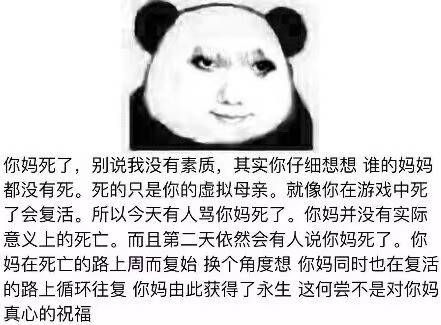 你妈死了，别说我没有素质，其实你仔细想想 谁的妈妈
都没有死。死的只是你的虚拟母亲。就像你在游戏中死
了会复活。所以今天有人骂你妈死了。你妈并没有实际
意义上的死亡。而且第二天依然会有人说你妈死了。你
妈在死亡的路上周而复始 换个角度想 你妈同时也在复活
的路上循环往复 你妈由此获得了永生 这何尝不是对你妈
真心的祝福